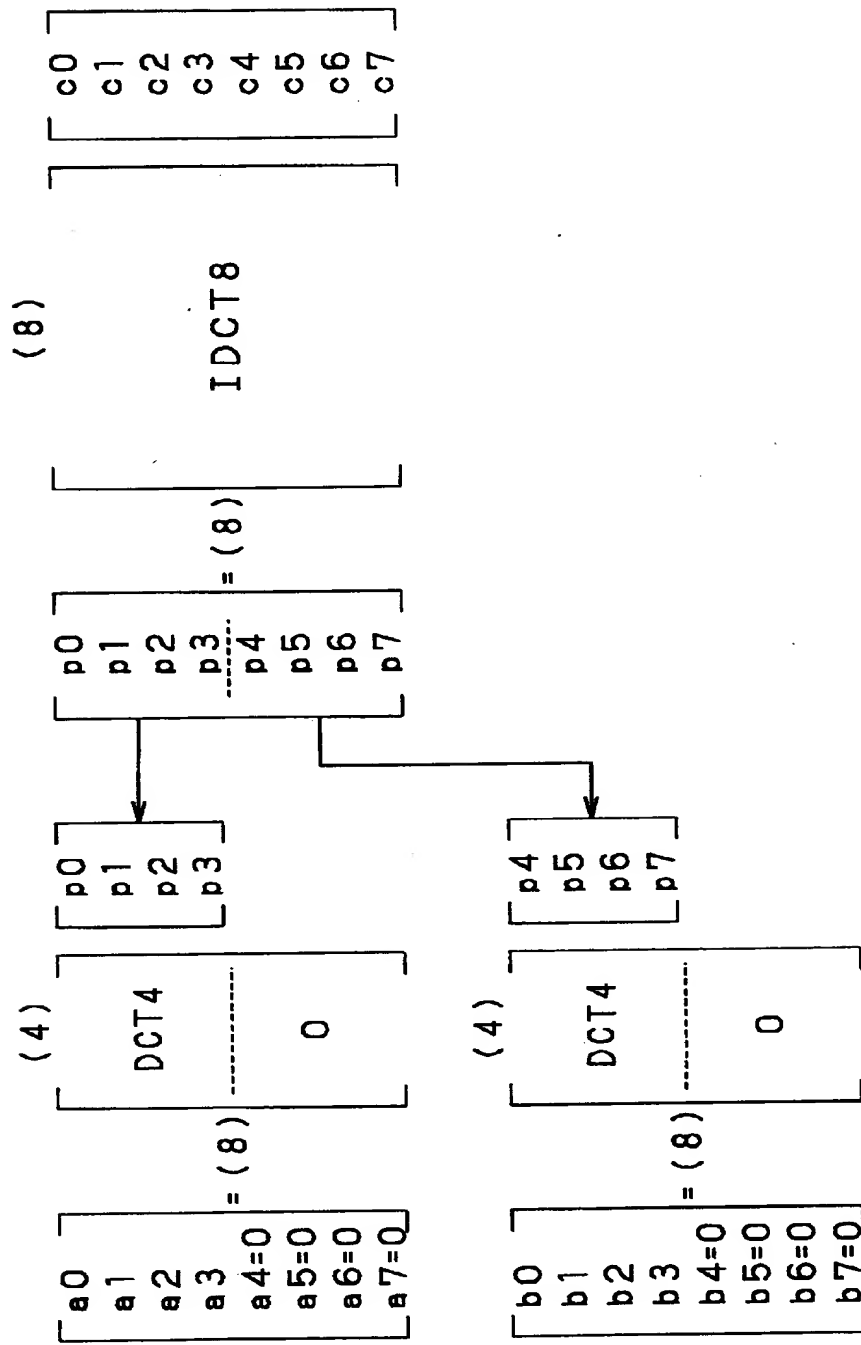 a0
a1
a2
a3
a4=0
a5=0
a6=0
a7=0
= (8)
(4)
DCT4
0
p0
p1
p2
p3
p0
p1
p2
p3
p4
p5
p6
p7
= (8)
(8)
IDCT8
c0
c1
c2
c3
c4
c5
c6
c7
b0
b1
b2
b3
b4=0
b5=0
b6=0
b7=0
= (8)
(4)
DCT4
0
p4
p5
p6
p7